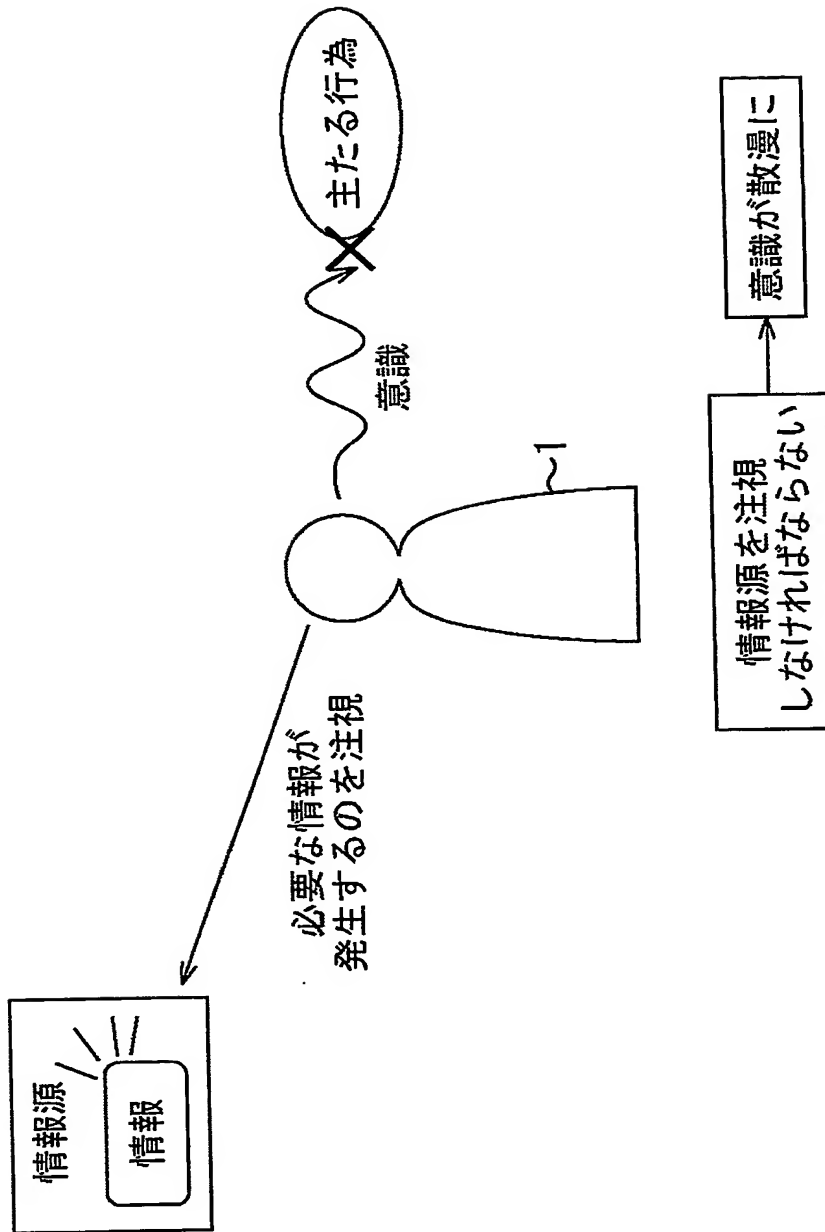 情報源
情報
必要な情報が
発生するのを注視
意識
主たる行為
1
情報源を注視
しなければならない
意識が散漫に